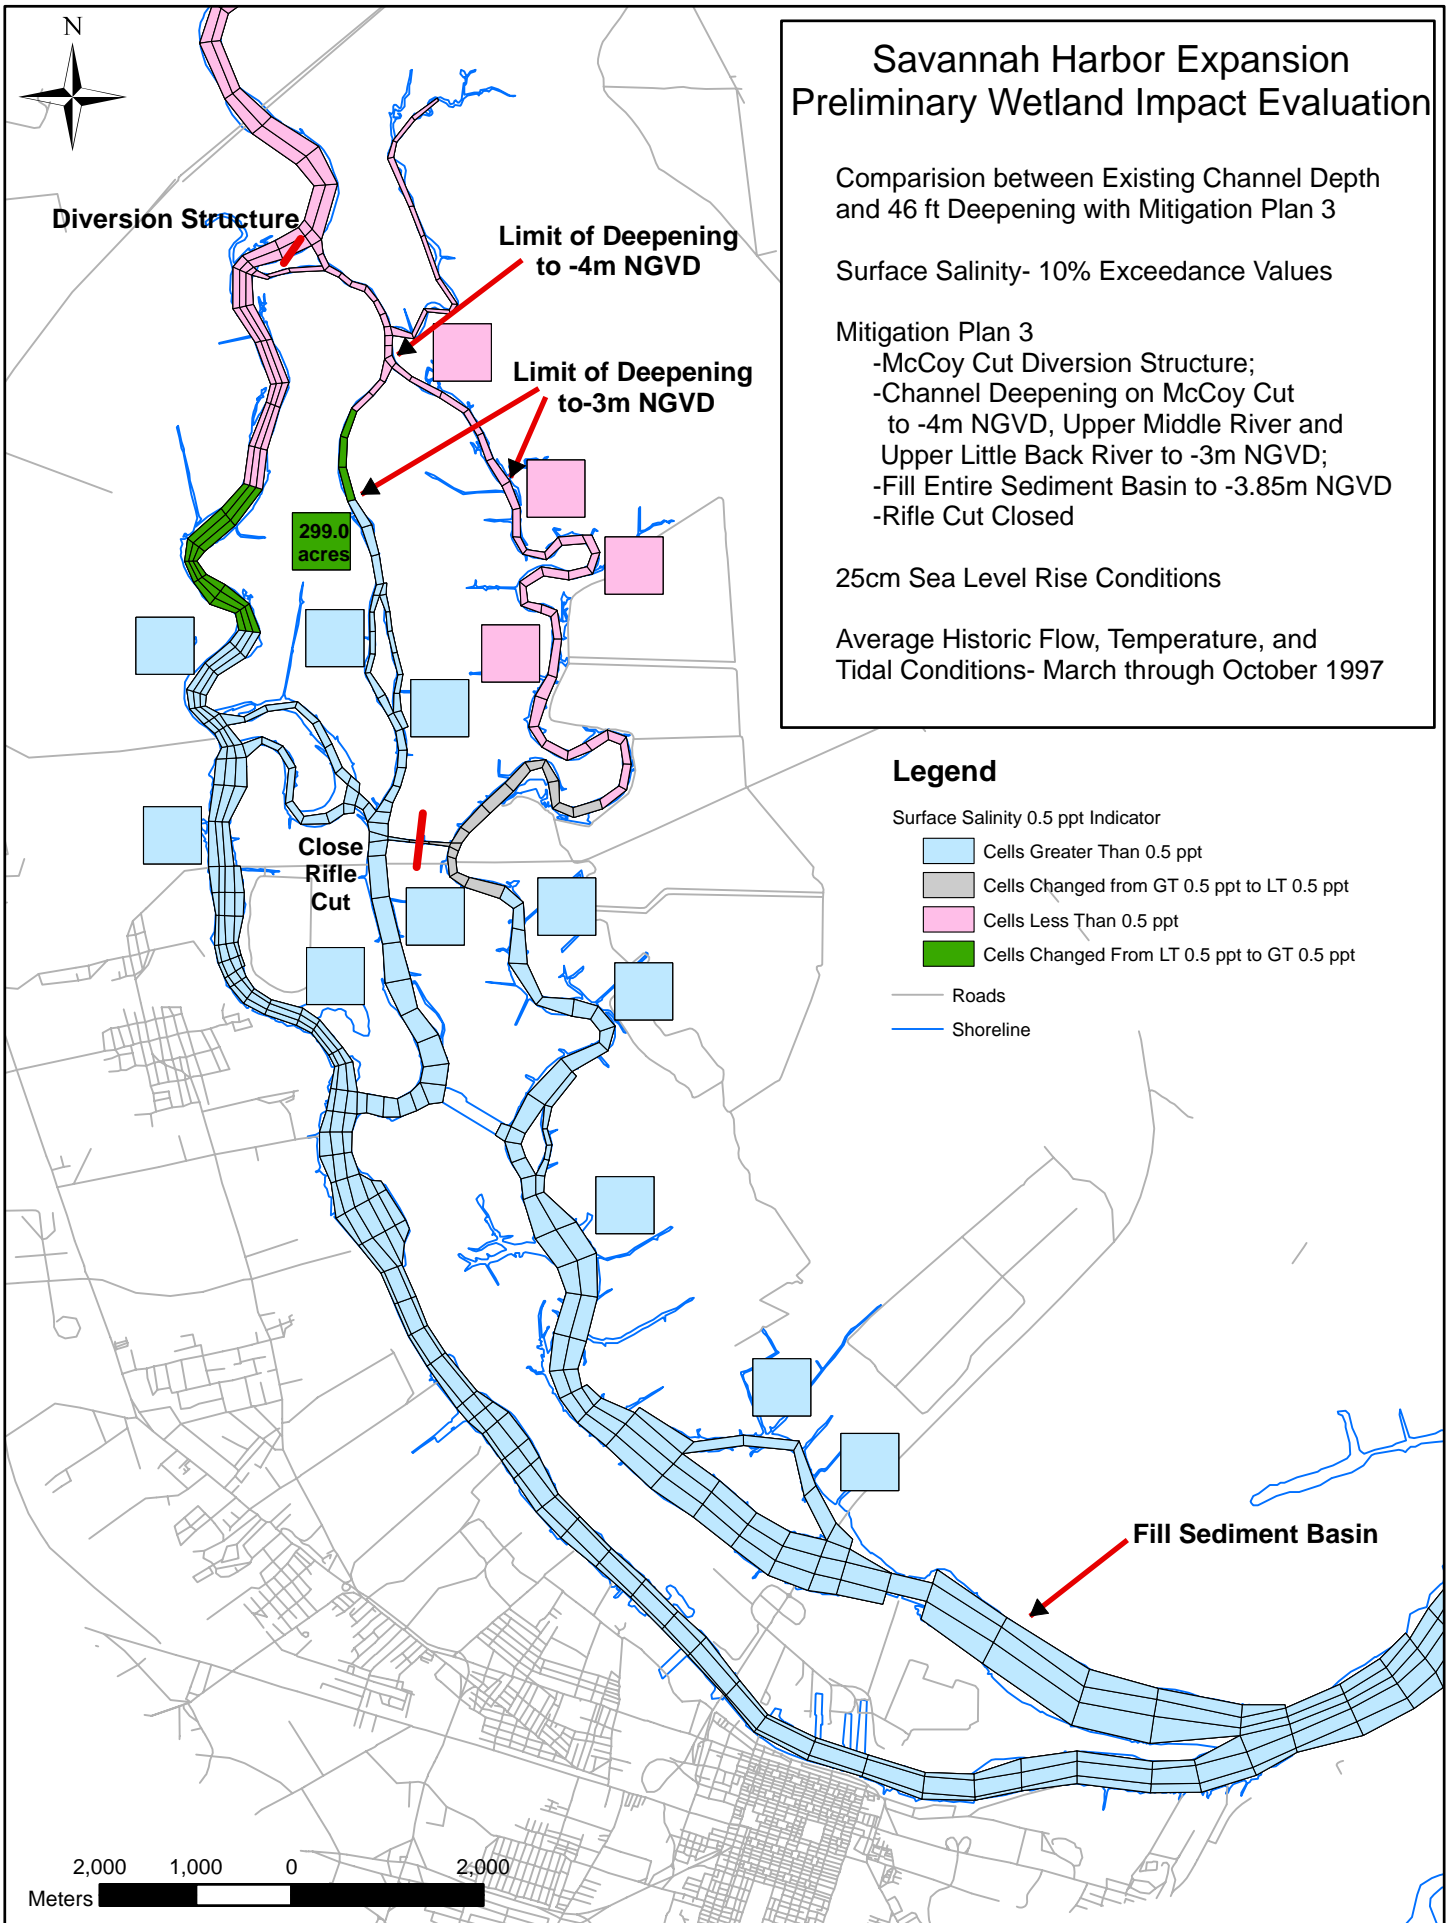 N
Savannah Harbor Expansion
Preliminary Wetland Impact Evaluation
Comparision between Existing Channel Depth
and 46 ft Deepening with Mitigation Plan 3
Surface Salinity- 10% Exceedance Values
Mitigation Plan 3
-McCoy Cut Diversion Structure;
-Channel Deepening on McCoy Cut
to -4m NGVD, Upper Middle River and
Upper Little Back River to -3m NGVD;
-Fill Entire Sediment Basin to -3.85m NGVD
-Rifle Cut Closed
25cm Sea Level Rise Conditions
Average Historic Flow, Temperature, and
Tidal Conditions- March through October 1997
Diversion Structure
Limit of Deepening
to -4m NGVD
Limit of Deepening
to-3m NGVD
299.0
acres
Close
Rifle
Cut
Legend
Surface Salinity 0.5 ppt Indicator
Cells Greater Than 0.5 ppt
Cells Changed from GT 0.5 ppt to LT 0.5 ppt
Cells Less Than 0.5 ppt
Cells Changed From LT 0.5 ppt to GT 0.5 ppt
Roads
Shoreline
Fill Sediment Basin
2,000 1,000 0 2,000
Meters